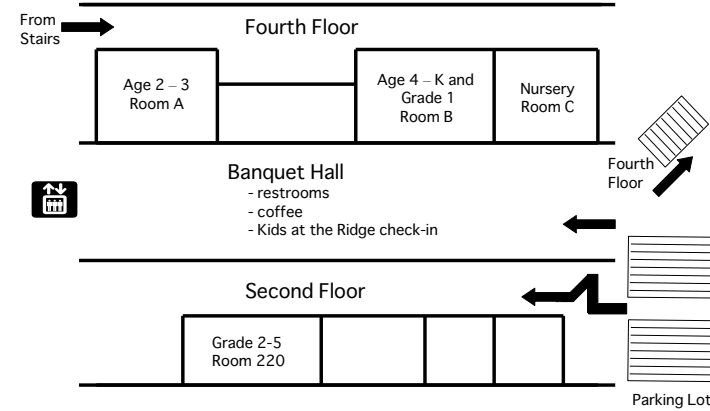 From
Stairs
Fourth Floor
Age 2 – 3
Room A
Age 4 – K and
Grade 1
Room B
Nursery
Room C
Fourth
Floor
Banquet Hall
- restrooms
- coffee
- Kids at the Ridge check-in
Second Floor
Grade 2-5
Room 220
Parking Lot